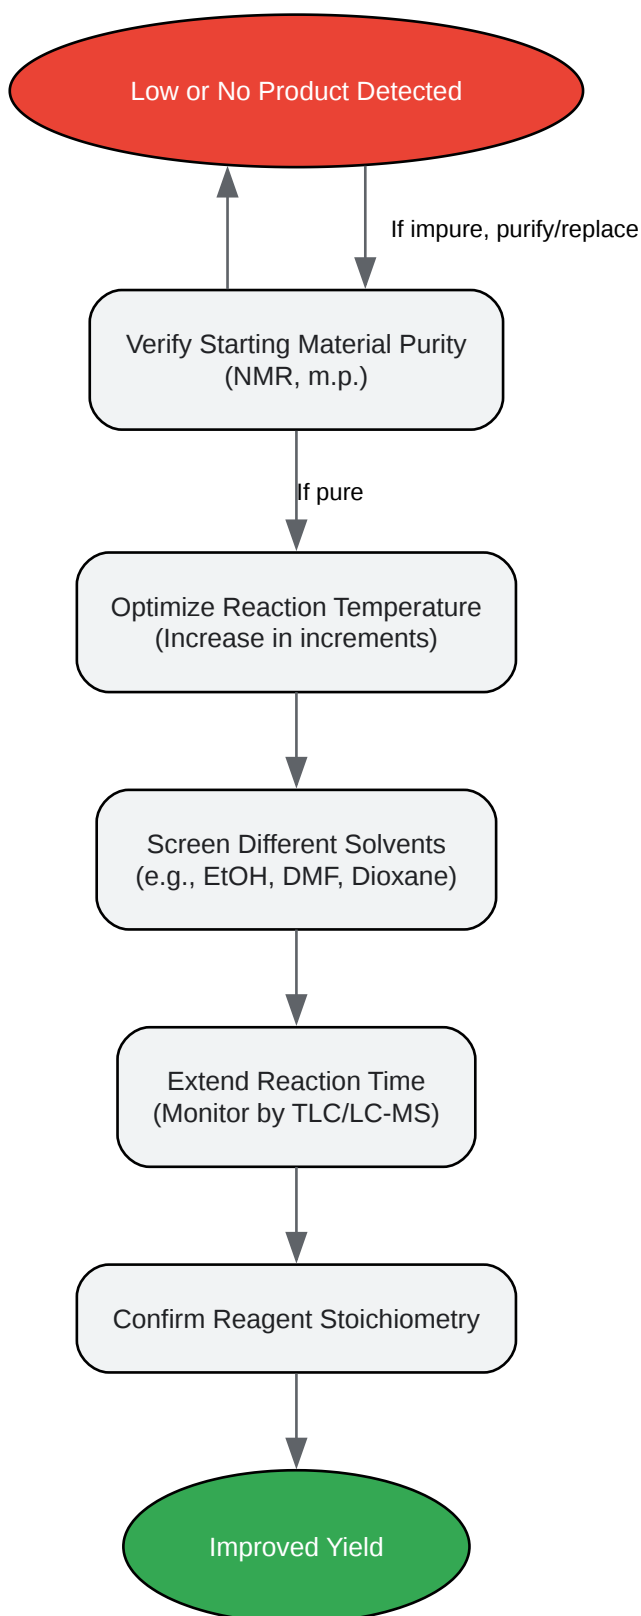 Low or No Product Detected
If impure, purify/replace
Verify Starting Material Purity
(NMR, m.p.)
If pure
Optimize Reaction Temperature
(Increase in increments)
Screen Different Solvents
(e.g., EtOH, DMF, Dioxane)
Extend Reaction Time
(Monitor by TLC/LC-MS)
Confirm Reagent Stoichiometry
Improved Yield